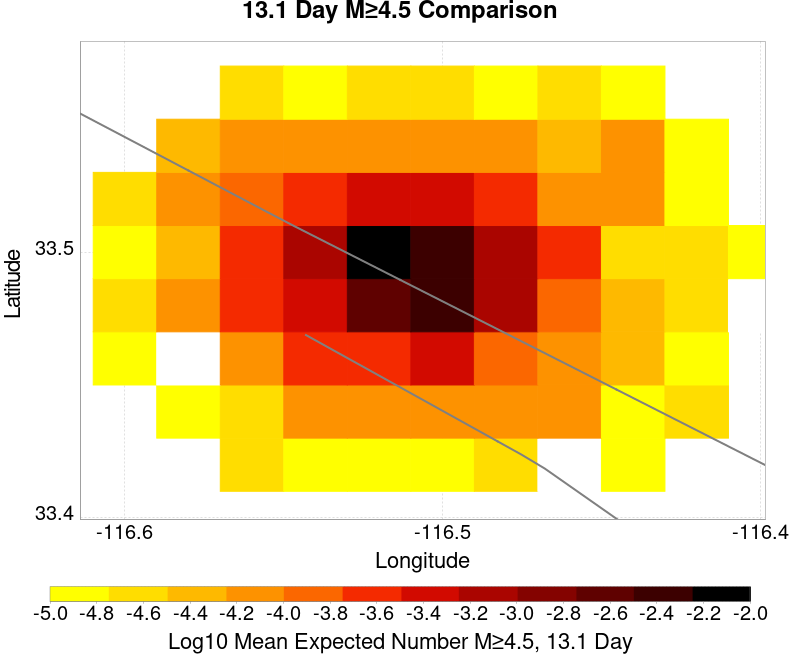 13.1 Day M≥4.5 Comparison
Latitude
33.5
33.4
-116.6 -116.5 -116.4
Longitude
-5.0 -4.8 -4.6 -4.4 -4.2 -4.0 -3.8 -3.6 -3.4 -3.2 -3.0 -2.8 -2.6 -2.4 -2.2 -2.0
Log10 Mean Expected Number M≥4.5, 13.1 Day